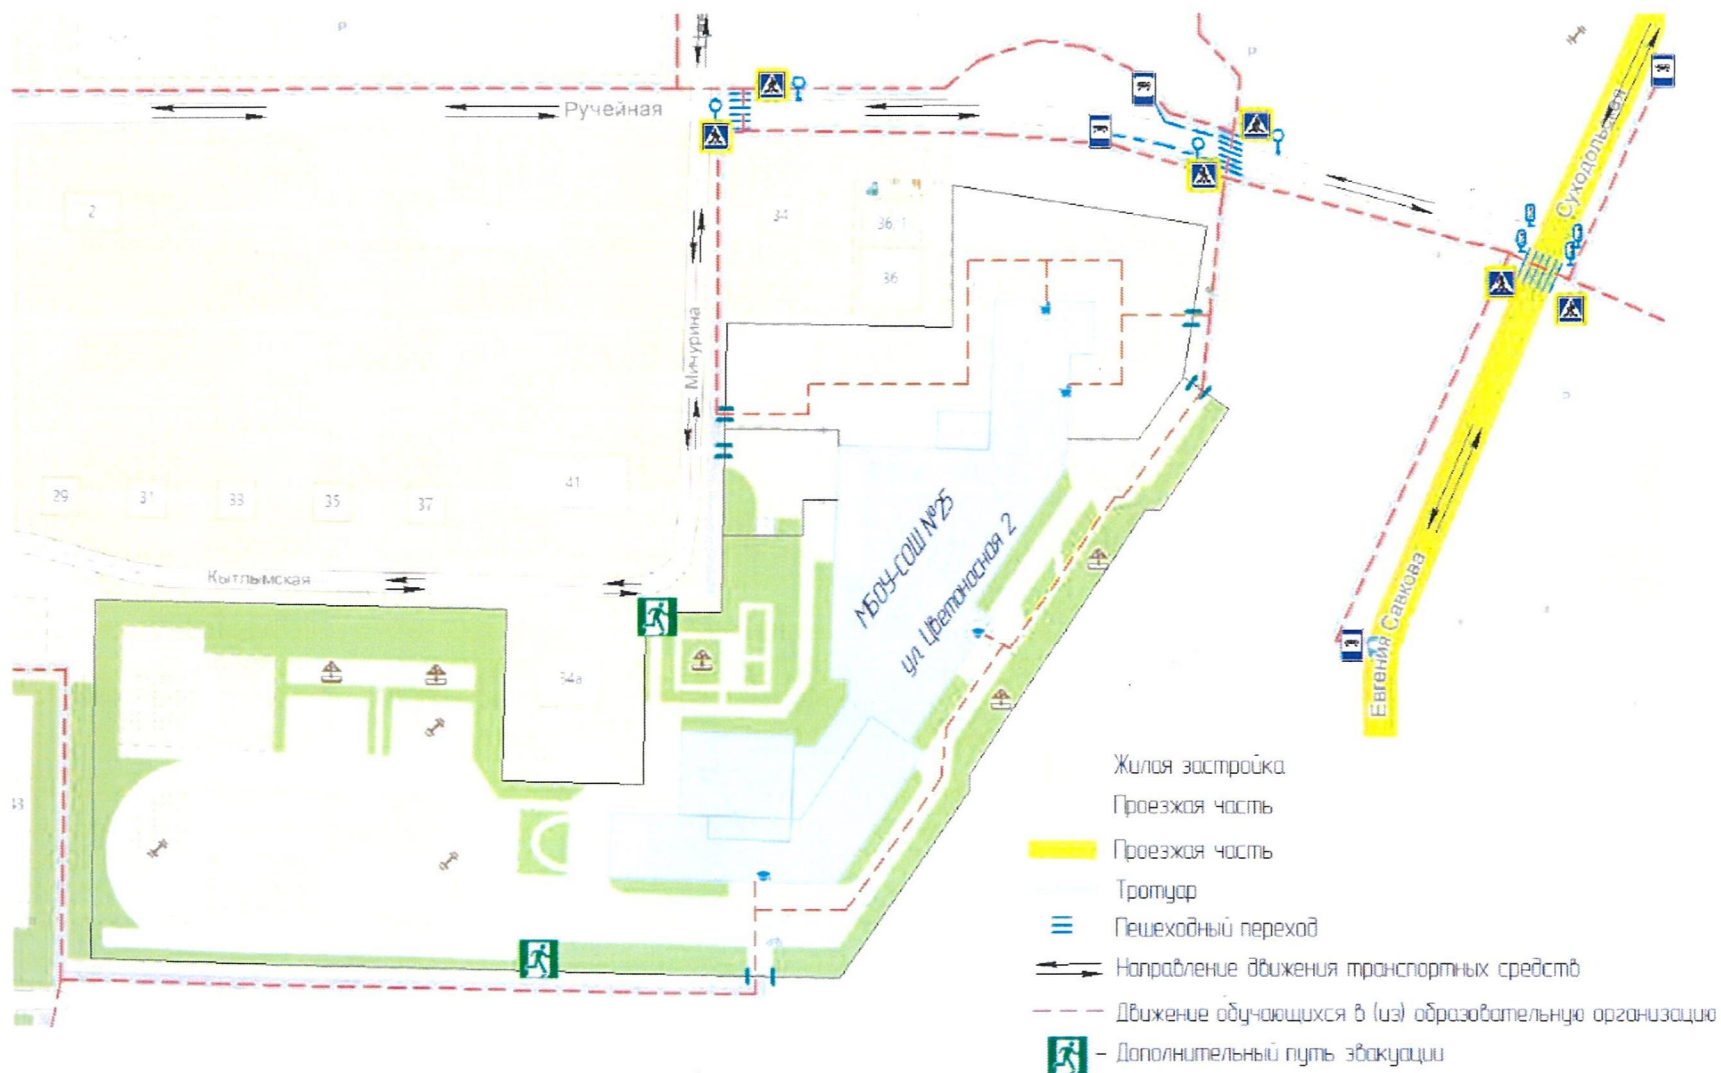 P
P
Ручейная
Суходольская
2
34
36/1
36
Мичурина
29
31
33
35
37
41
МБОУ-СОШ №25
ул. Цветоносная 2
Кытлымская
34а
Евгения Савкова
Жилая застройка
Проезжая часть
Проезжая часть
Тротуар
Пешеходный переход
Направление движения транспортных средств
Движение обучающихся в (из) образовательную организацию
– Дополнительный путь эвакуации